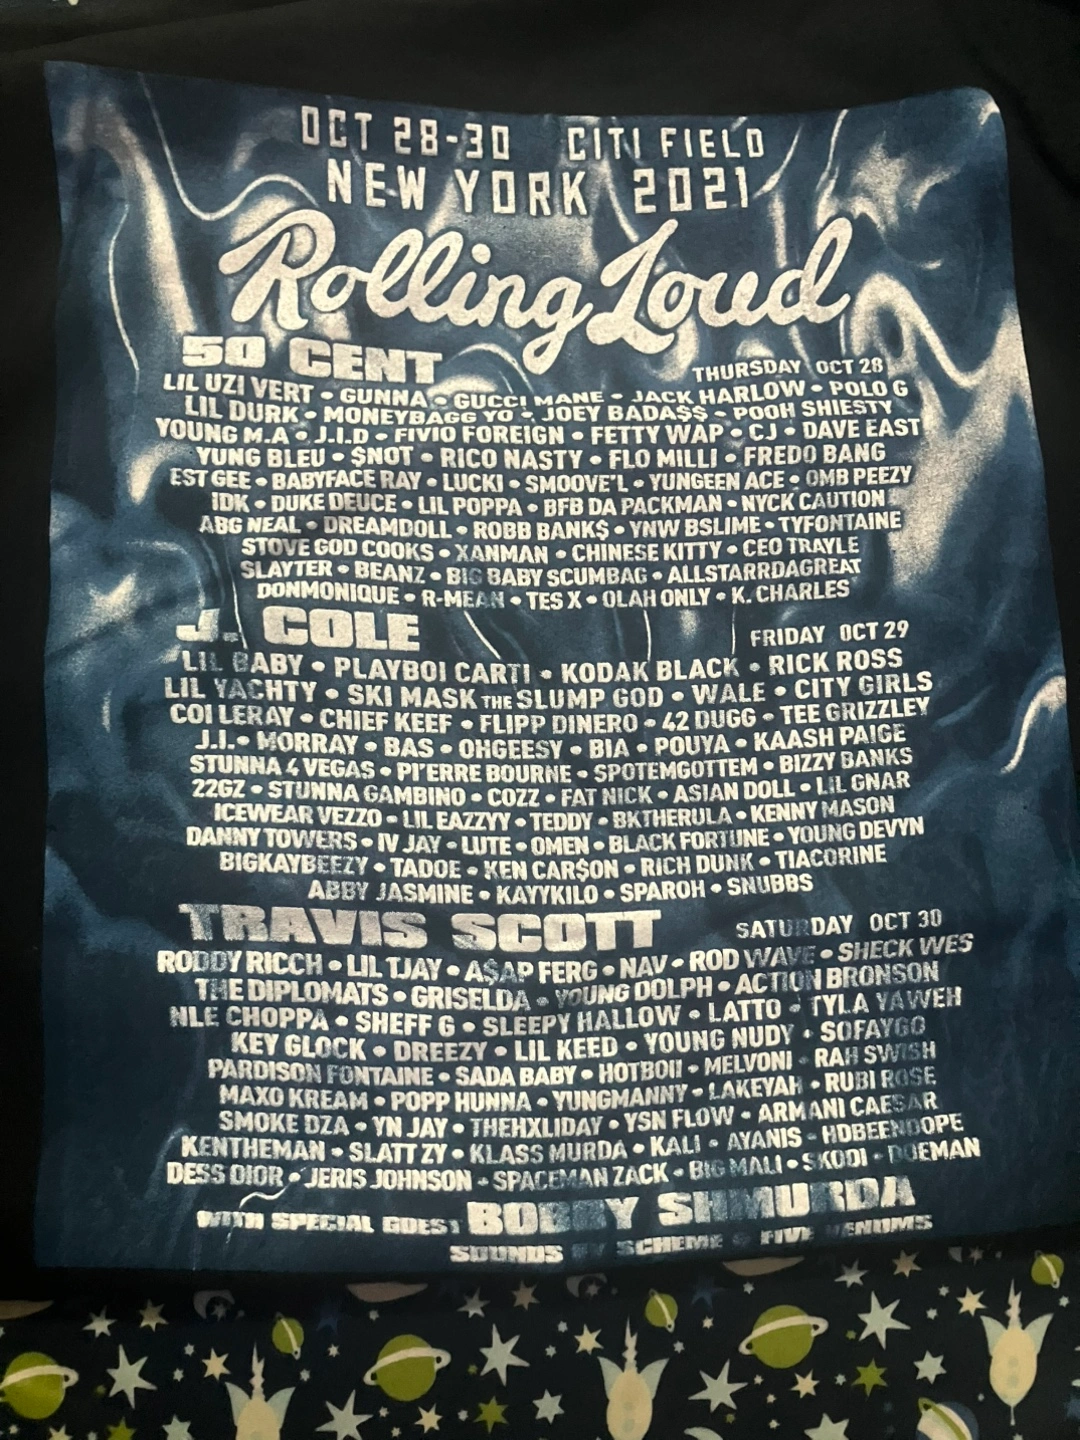 OCT 28-30 CITI FIELD
NEW YORK 2021
Rolling Loud
50 CENT THURSDAY OCT 28
LIL UZI VERT • GUNNA • GUCCI MANE • JACK HARLOW • POLO G
LIL DURK • MONEYBAGG YO • JOEY BADA$$ • POOH SHIESTY
YOUNG M.A • J.I.D • FIVIO FOREIGN • FETTY WAP • CJ • DAVE EAST
YUNG BLEU • $NOT • RICO NASTY • FLO MILLI • FREDO BANG
EST GEE • BABYFACE RAY • LUCKI • SMOOVE'L • YUNGEEN ACE • OMB PEEZY
IDK • DUKE DEUCE • LIL POPPA • BFB DA PACKMAN • NYCK CAUTION
ABG NEAL • DREAMDOLL • ROBB BANK$ • YNW BSLIME • TYFONTAINE
STOVE GOD COOKS • XANMAN • CHINESE KITTY • CEO TRAYLE
SLAYTER • BEANZ • BIG BABY SCUMBAG • ALLSTARRDAGREAT
DONMONIQUE • R-MEAN • TES X • OLAH ONLY • K. CHARLES
J. COLE FRIDAY OCT 29
LIL BABY • PLAYBOI CARTI • KODAK BLACK • RICK ROSS
LIL YACHTY • SKI MASK THE SLUMP GOD • WALE • CITY GIRLS
COI LERAY • CHIEF KEEF • FLIPP DINERO • 42 DUGG • TEE GRIZZLEY
J.I. • MORRAY • BAS • OHGEESY • BIA • POUYA • KAASH PAIGE
STUNNA 4 VEGAS • PI'ERRE BOURNE • SPOTEMGOTTEM • BIZZY BANKS
22GZ • STUNNA GAMBINO • COZZ • FAT NICK • ASIAN DOLL • LIL GNAR
ICEWEAR VEZZO • LIL EAZZYY • TEDDY • BKTHERULA • KENNY MASON
DANNY TOWERS • IV JAY • LUTE • OMEN • BLACK FORTUNE • YOUNG DEVYN
BIGKAYBEEZY • TADOE • KEN CAR$ON • RICH DUNK • TIACORINE
ABBY JASMINE • KAYYKILO • SPAROH • SNUBBS
TRAVIS SCOTT SATURDAY OCT 30
RODDY RICCH • LIL TJAY • A$AP FERG • NAV • ROD WAVE • SHECK WES
THE DIPLOMATS • GRISELDA • YOUNG DOLPH • ACTION BRONSON
NLE CHOPPA • SHEFF G • SLEEPY HALLOW • LATTO • TYLA YAWEH
KEY GLOCK • DREEZY • LIL KEED • YOUNG NUDY • SOFAYGO
PARDISON FONTAINE • SADA BABY • HOTBOII • MELVONI • RAH SWISH
MAXO KREAM • POPP HUNNA • YUNGMANNY • LAKEYAH • RUBI ROSE
SMOKE DZA • YN JAY • THEHXLIDAY • YSN FLOW • ARMANI CAESAR
KENTHEMAN • SLATT ZY • KLASS MURDA • KALI • AYANIS • HDBEENDOPE
DESS DIOR • JERIS JOHNSON • SPACEMAN ZACK • BIG MALI • SKODI • DOEMAN
WITH SPECIAL GUEST BOBBY SHMURDA
SOUNDS BY SCHEME & FIVE VENOMS